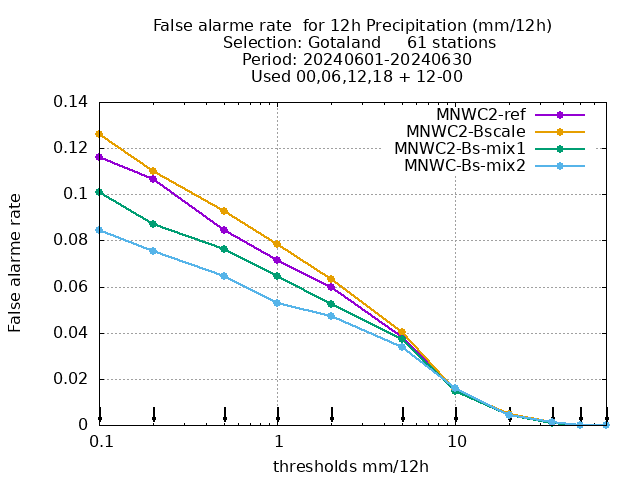 False alarme rate  for 12h Precipitation (mm/12h)
Selection: Gotaland     61 stations
Period: 20240601-20240630
Used 00,06,12,18 + 12-00
MNWC2-ref
MNWC2-Bscale
MNWC2-Bs-mix1
MNWC-Bs-mix2
0.14
0.12
0.1
0.08
0.06
0.04
0.02
0
False alarme rate
0.1
1
10
thresholds mm/12h